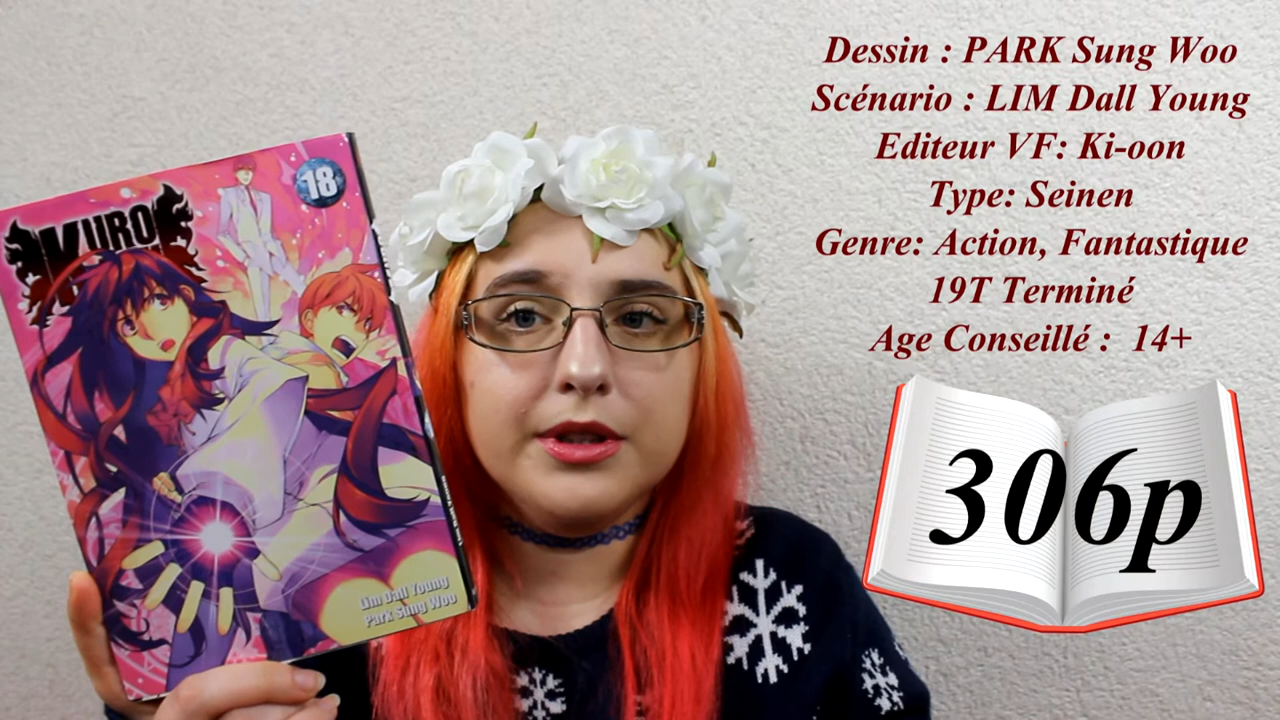 KURO
18
Lim Dall Young
Park Sung Woo
Dessin : PARK Sung Woo
Scénario : LIM Dall Young
Editeur VF: Ki-oon
Type: Seinen
Genre: Action, Fantastique
19T Terminé
Age Conseillé : 14+
306p